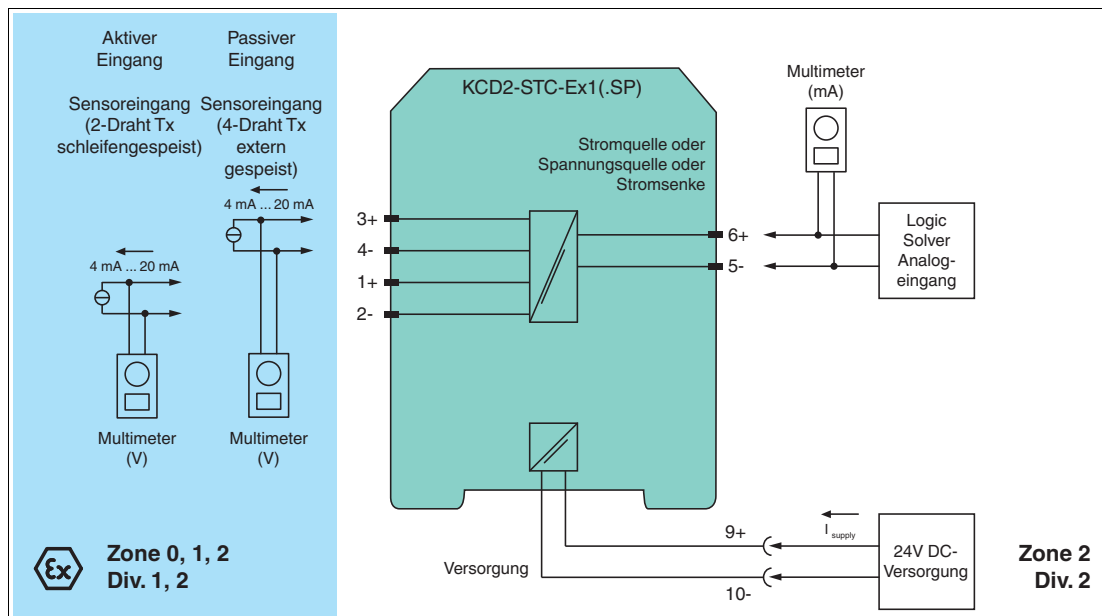 Aktiver
Eingang
Passiver
Eingang
Sensoreingang
(2-Draht Tx
schleifengespeist)
Sensoreingang
(4-Draht Tx
extern
gespeist)
4 mA ... 20 mA
4 mA ... 20 mA
Multimeter
(V)
Multimeter
(V)
Ex
Zone 0, 1, 2
Div. 1, 2
KCD2-STC-Ex1(.SP)
Stromquelle oder
Spannungsquelle oder
Stromsenke
3+
4-
1+
2-
6+
5-
Multimeter
(mA)
Logic
Solver
Analog-
eingang
Versorgung
9+
10-
I supply
24V DC-
Versorgung
Zone 2
Div. 2